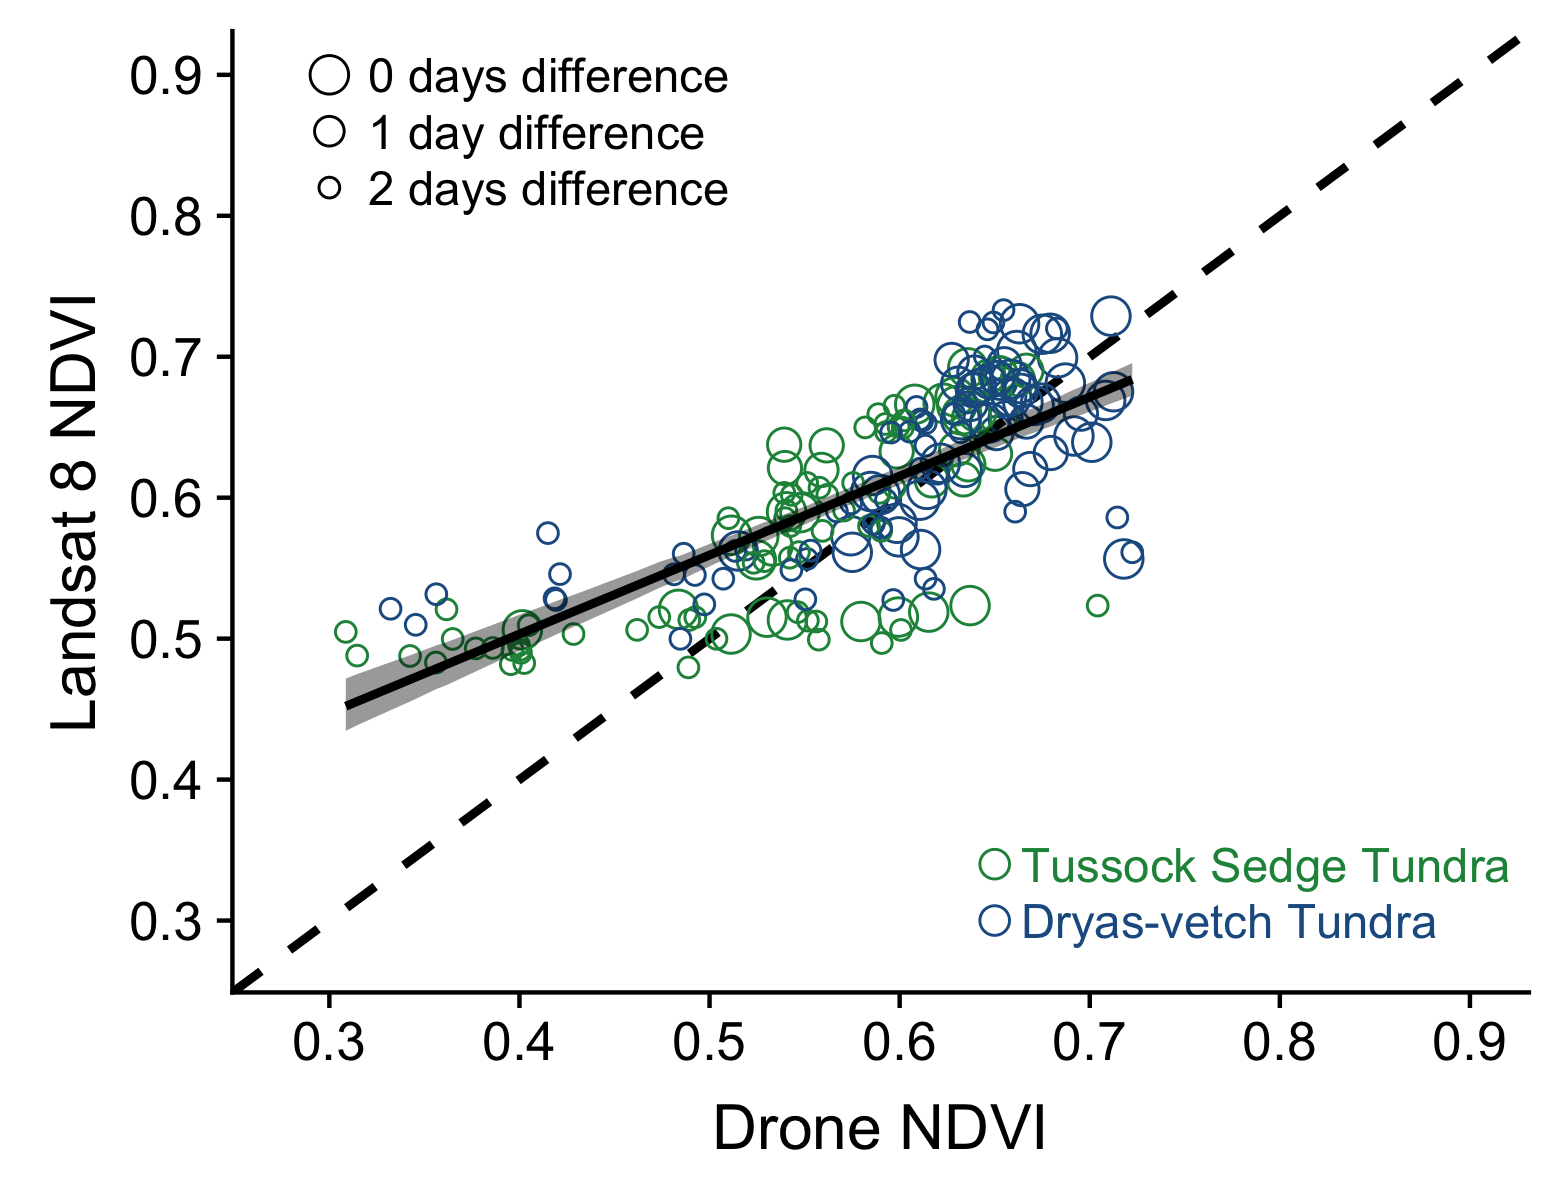 0 days difference
1 day difference
2 days difference
0.9
0.8
0.7
0.6
0.5
0.4
0.3
Landsat 8 NDVI
Tussock Sedge Tundra
Dryas-vetch Tundra
0.3 0.4 0.5 0.6 0.7 0.8 0.9
Drone NDVI